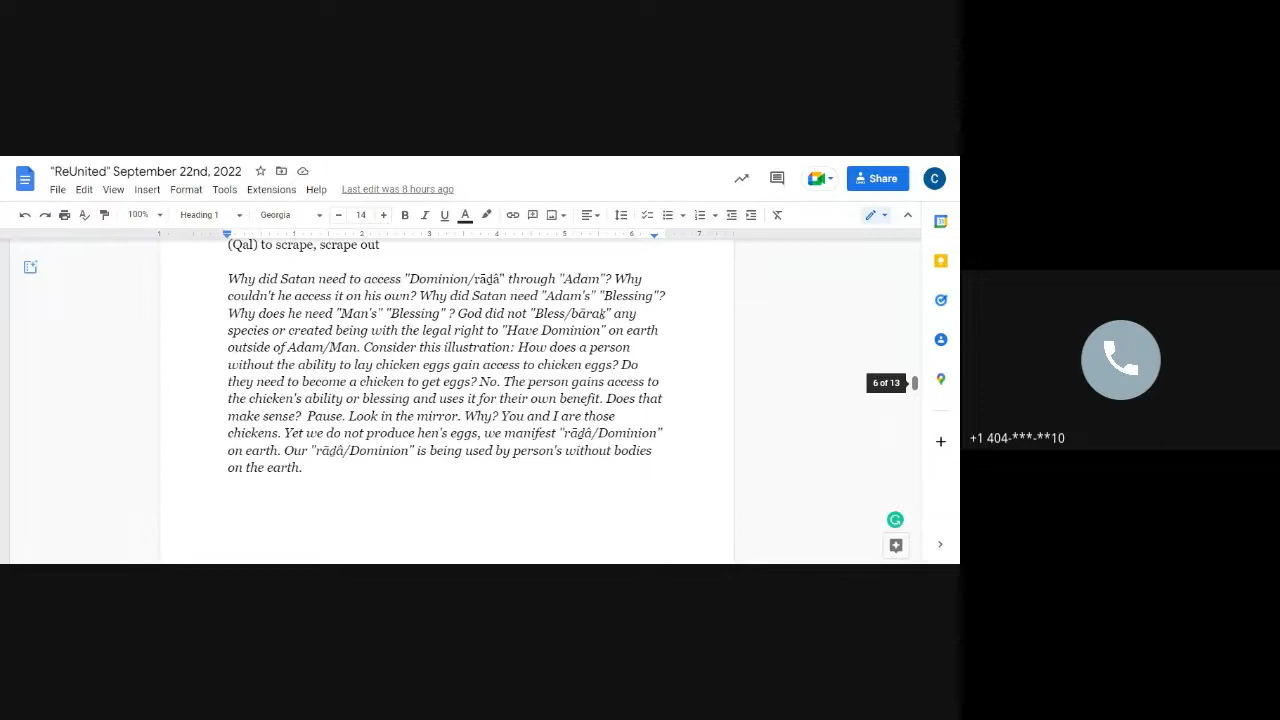 "ReUnited" September 22nd, 2022
File Edit View Insert Format Tools Extensions Help Last edit was 8 hours ago
Share
C
100% Heading 1 Georgia 14
1 1 2 3 4 5 6 7
(Qal) to scrape, scrape out
Why did Satan need to access "Dominion/rāḏâ" through "Adam"? Why
couldn't he access it on his own? Why did Satan need "Adam's" "Blessing"?
Why does he need "Man's" "Blessing" ? God did not "Bless/bāraḵ" any
species or created being with the legal right to "Have Dominion" on earth
outside of Adam/Man. Consider this illustration: How does a person
without the ability to lay chicken eggs gain access to chicken eggs? Do
they need to become a chicken to get eggs? No. The person gains access to
the chicken's ability or blessing and uses it for their own benefit. Does that
make sense?  Pause. Look in the mirror. Why? You and I are those
chickens. Yet we do not produce hen's eggs, we manifest "rāḏâ/Dominion"
on earth. Our "rāḏâ/Dominion" is being used by person's without bodies
on the earth.
6 of 13
+1 404-***-**10